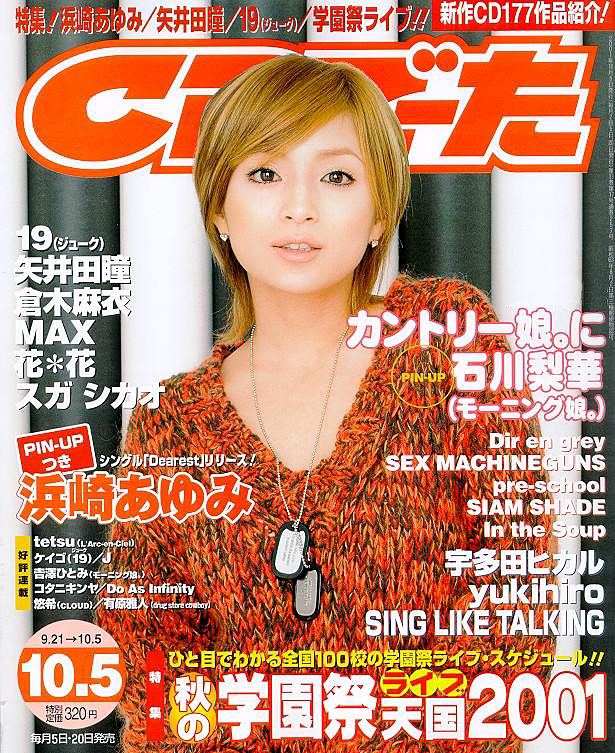 特集!浜崎あゆみ/矢井田瞳/19(ジューク)/学園祭ライブ!!
新作CD177作品紹介!
CDでーた
19(ジューク)
矢井田瞳
倉木麻衣
MAX
花*花
スガ シカオ
カントリー娘。に
PIN-UP
石川梨華
(モーニング娘。)
PIN-UP
つき
シングル「Dearest」リリース!
浜崎あゆみ
Dir en grey
SEX MACHINEGUNS
pre-school
SIAM SHADE
In the Soup
宇多田ヒカル
yukihiro
SING LIKE TALKING
好評連載
tetsu(L'Arc-en-Ciel)
ケイゴ(19)/J
ジューク
吉澤ひとみ(モーニング娘。)
コタニキンヤ/Do As Infinity
悠希(CLOUD)/有原雅人(drug store cowboy)
9.21→10.5
10.5
特別
定価320円
毎月5日・20日発売
ひと目でわかる全国100校の学園祭ライブ・スケジュール!!
特集
秋の学園祭ライブ天国2001